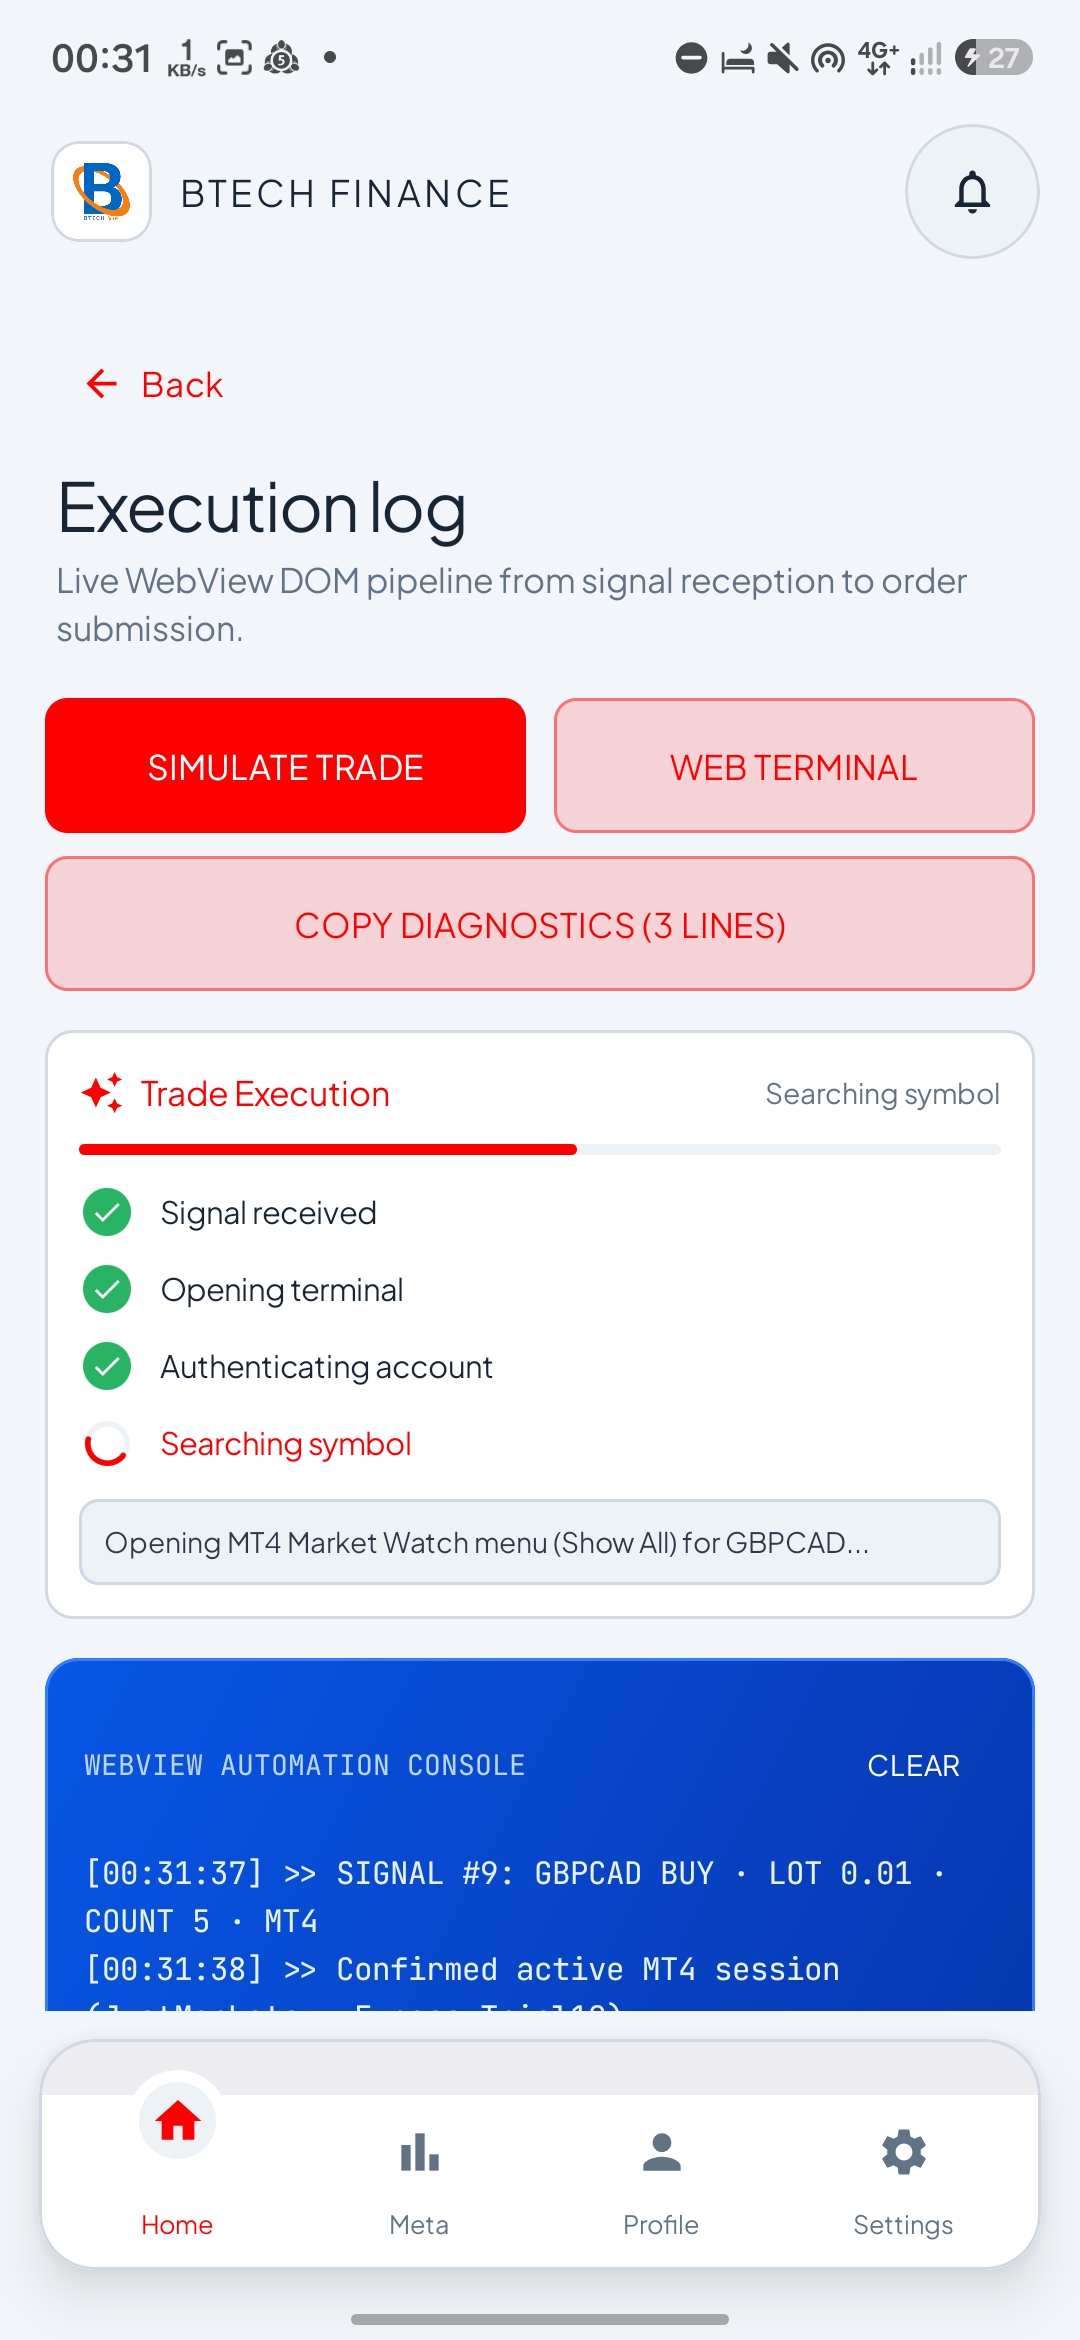 00:31 1 KB/s 5 4G+ 27
B BTECH FINANCE
Back
Execution log
Live WebView DOM pipeline from signal reception to order
submission.
SIMULATE TRADE WEB TERMINAL
COPY DIAGNOSTICS (3 LINES)
Trade Execution Searching symbol
Signal received
Opening terminal
Authenticating account
Searching symbol
Opening MT4 Market Watch menu (Show All) for GBPCAD...
WEBVIEW AUTOMATION CONSOLE CLEAR
[00:31:37] >> SIGNAL #9: GBPCAD BUY · LOT 0.01 ·
COUNT 5 · MT4
[00:31:38] >> Confirmed active MT4 session
Home Meta Profile Settings